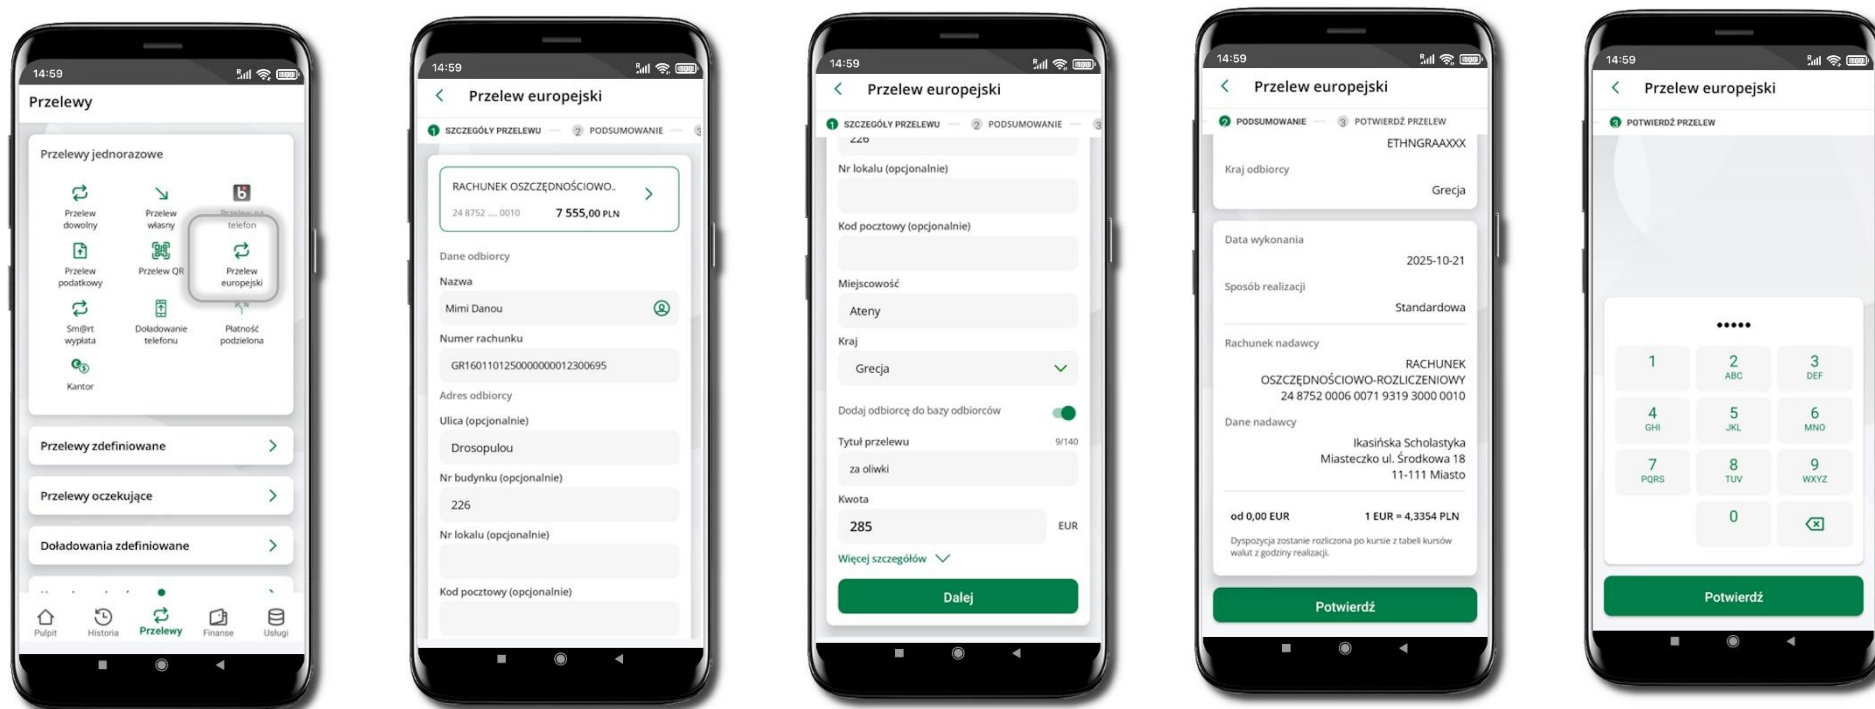 14:59
Przelewy
Przelewy jednorazowe
Przelew
dowolny
Przelew
własny
Przelew na
telefon
Przelew
podatkowy
Przelew QR
Przelew
europejski
Sm@rt
wypłata
Doładowanie
telefonu
Płatność
podzielona
Kantor
Przelewy zdefiniowane
Przelewy oczekujące
Doładowania zdefiniowane
Pulpit
Historia
Przelewy
Finanse
Usługi
14:59
Przelew europejski
1 SZCZEGÓŁY PRZELEWU 2 PODSUMOWANIE 3
RACHUNEK OSZCZĘDNOŚCIOWO..
24 8752 .... 0010 7 555,00 PLN
Dane odbiorcy
Nazwa
Mimi Danou
Numer rachunku
GR1601101250000000012300695
Adres odbiorcy
Ulica (opcjonalnie)
Drosopulou
Nr budynku (opcjonalnie)
226
Nr lokalu (opcjonalnie)
Kod pocztowy (opcjonalnie)
14:59
Przelew europejski
1 SZCZEGÓŁY PRZELEWU 2 PODSUMOWANIE 3
226
Nr lokalu (opcjonalnie)
Kod pocztowy (opcjonalnie)
Miejscowość
Ateny
Kraj
Grecja
Dodaj odbiorcę do bazy odbiorców
Tytuł przelewu 9/140
za oliwki
Kwota
285 EUR
Więcej szczegółów
Dalej
14:59
Przelew europejski
2 PODSUMOWANIE 3 POTWIERDŹ PRZELEW
ETHNGRAAXXX
Kraj odbiorcy
Grecja
Data wykonania
2025-10-21
Sposób realizacji
Standardowa
Rachunek nadawcy
RACHUNEK
OSZCZĘDNOŚCIOWO-ROZLICZENIOWY
24 8752 0006 0071 9319 3000 0010
Dane nadawcy
Ikasińska Scholastyka
Miasteczko ul. Środkowa 18
11-111 Miasto
od 0,00 EUR 1 EUR = 4,3354 PLN
Dyspozycja zostanie rozliczona po kursie z tabeli kursów
walut z godziny realizacji.
Potwierdź
14:59
Przelew europejski
3 POTWIERDŹ PRZELEW
•••••
1 2 3
ABC DEF
4 5 6
GHI JKL MNO
7 8 9
PQRS TUV WXYZ
0
Potwierdź